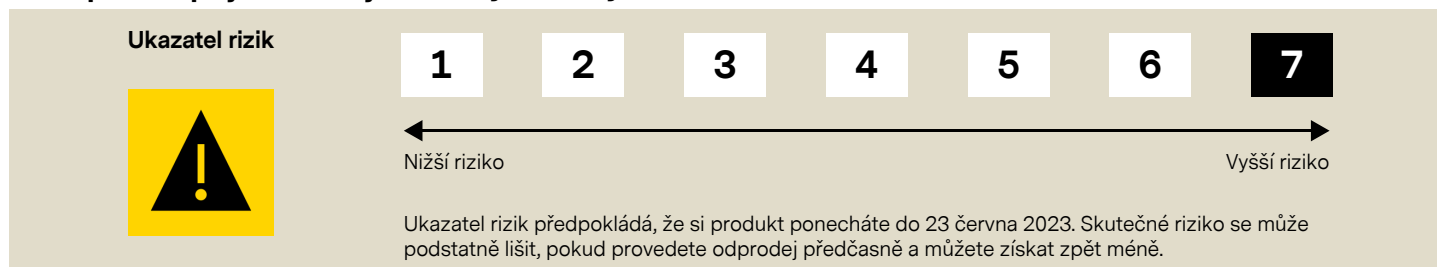 Ukazatel rizik
1 2 3 4 5 6 7
Nižší riziko
Vyšší riziko
Ukazatel rizik předpokládá, že si produkt ponecháte do 23 června 2023. Skutečné riziko se může
podstatně lišit, pokud provedete odprodej předčasně a můžete získat zpět méně.